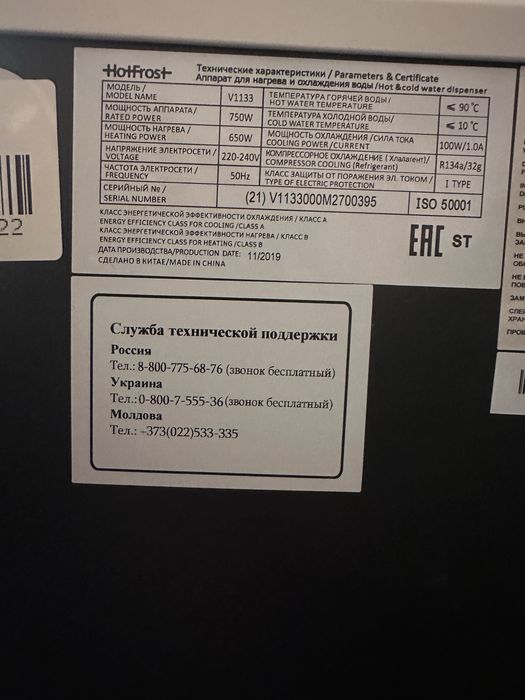 HotFrost
Технические характеристики / Parameters & Certificate
Аппарат для нагрева и охлаждения воды /Hot &cold water dispenser
МОДЕЛЬ /
MODEL NAME
V1133
ТЕМПЕРАТУРА ГОРЯЧЕЙ ВОДЫ/
HOT WATER TEMPERATURE
⩽ 90℃
МОЩНОСТЬ АППАРАТА/
RATED POWER
750W
ТЕМПЕРАТУРА ХОЛОДНОЙ ВОДЫ/
COLD WATER TEMPERATURE
⩽ 10℃
МОЩНОСТЬ НАГРЕВА /
HEATING POWER
650W
МОЩНОСТЬ ОХЛАЖДЕНИЯ /СИЛА ТОКА
COOLING POWER /CURRENT
100W/1.0A
НАПРЯЖЕНИЕ ЭЛЕКТРОСЕТИ /
VOLTAGE
220-240V
КОМПРЕССОРНОЕ ОХЛАЖДЕНИЕ ( Хладагент)/
COMPRESSOR COOLING (Refrigerant)
R134a/32g
ЧАСТОТА ЭЛЕКТРОСЕТИ /
FREQUENCY
50Hz
КЛАСС ЗАЩИТЫ ОТ ПОРАЖЕНИЯ ЭЛ. ТОКОМ /
TYPE OF ELECTRIC PROTECTION
I TYPE
СЕРИЙНЫЙ № /
SERIAL NUMBER
(21) V1133000M2700395
ISO 50001
КЛАСС ЭНЕРГЕТИЧЕСКОЙ ЭФФЕКТИВНОСТИ ОХЛАЖДЕНИЯ / КЛАСС А
ENERGY EFFICIENCY CLASS FOR COOLING /CLASS A
КЛАСС ЭНЕРГЕТИЧЕСКОЙ ЭФФЕКТИВНОСТИ НАГРЕВА / КЛАСС В
ENERGY EFFICIENCY CLASS FOR HEATING /CLASS B
ДАТА ПРОИЗВОДСТВА/PRODUCTION DATE: 11/2019
СДЕЛАНО В КИТАЕ/MADE IN CHINA
EAC ST
22
Служба технической поддержки
Россия
Тел.: 8-800-775-68-76 (звонок бесплатный)
Украина
Тел.:0-800-7-555-36(звонок бесплатный)
Молдова
Тел.: +373(022)533-335